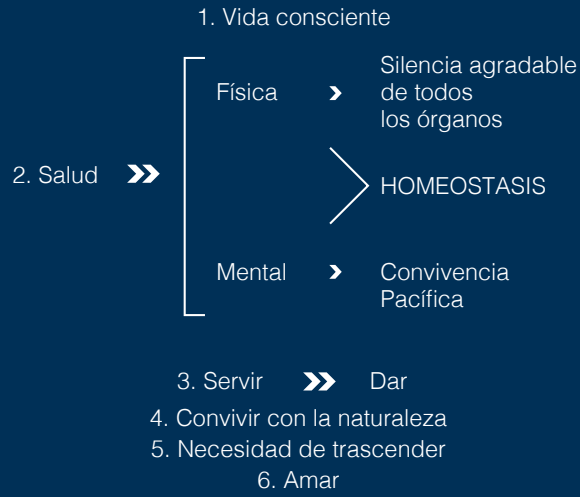 1. Vida consciente
Física
Silencia agradable
de todos
los órganos
2. Salud
HOMEOSTASIS
Mental
Convivencia
Pacífica
3. Servir Dar
4. Convivir con la naturaleza
5. Necesidad de trascender
6. Amar